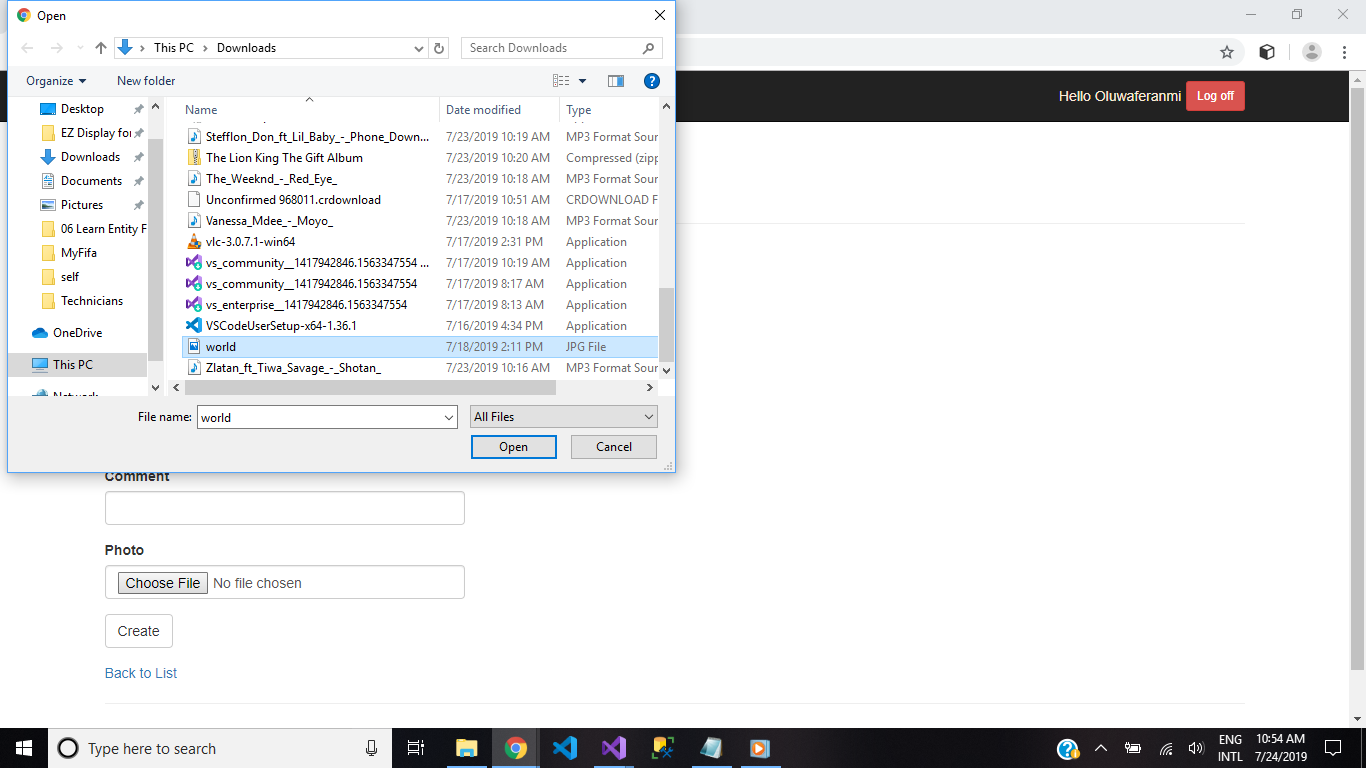 Open
This PC > Downloads
Search Downloads
Organize
New folder
Hello Oluwaferanmi
Log off
Desktop
EZ Display for
Downloads
Documents
Pictures
06 Learn Entity F
MyFifa
self
Technicians
OneDrive
This PC
Network
Name Date modified Type
Stefflon_Don_ft_Lil_Baby_-_Phone_Down... 7/23/2019 10:19 AM MP3 Format Sour
The Lion King The Gift Album 7/23/2019 10:20 AM Compressed (zipp
The_Weeknd_-_Red_Eye_ 7/23/2019 10:18 AM MP3 Format Sour
Unconfirmed 968011.crdownload 7/17/2019 10:51 AM CRDOWNLOAD F
Vanessa_Mdee_-_Moyo_ 7/23/2019 10:18 AM MP3 Format Sour
vlc-3.0.7.1-win64 7/17/2019 2:31 PM Application
vs_community__1417942846.1563347554 ... 7/17/2019 10:19 AM Application
vs_community__1417942846.1563347554 7/17/2019 8:17 AM Application
vs_enterprise__1417942846.1563347554 7/17/2019 8:13 AM Application
VSCodeUserSetup-x64-1.36.1 7/16/2019 4:34 PM Application
world 7/18/2019 2:11 PM JPG File
Zlatan_ft_Tiwa_Savage_-_Shotan_ 7/23/2019 10:16 AM MP3 Format Sour
File name: world
All Files
Open
Cancel
Comment
Photo
Choose File No file chosen
Create
Back to List
Type here to search
ENG
INTL
10:54 AM
7/24/2019